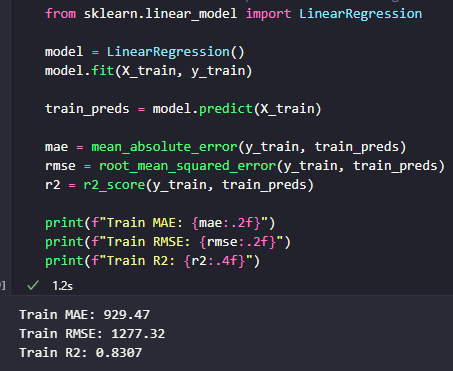 from sklearn.linear_model import LinearRegression
model = LinearRegression()
model.fit(X_train, y_train)
train_preds = model.predict(X_train)
mae = mean_absolute_error(y_train, train_preds)
rmse = root_mean_squared_error(y_train, train_preds)
r2 = r2_score(y_train, train_preds)
print(f"Train MAE: {mae:.2f}")
print(f"Train RMSE: {rmse:.2f}")
print(f"Train R2: {r2:.4f}")
] ✓ 1.2s
Train MAE: 929.47
Train RMSE: 1277.32
Train R2: 0.8307